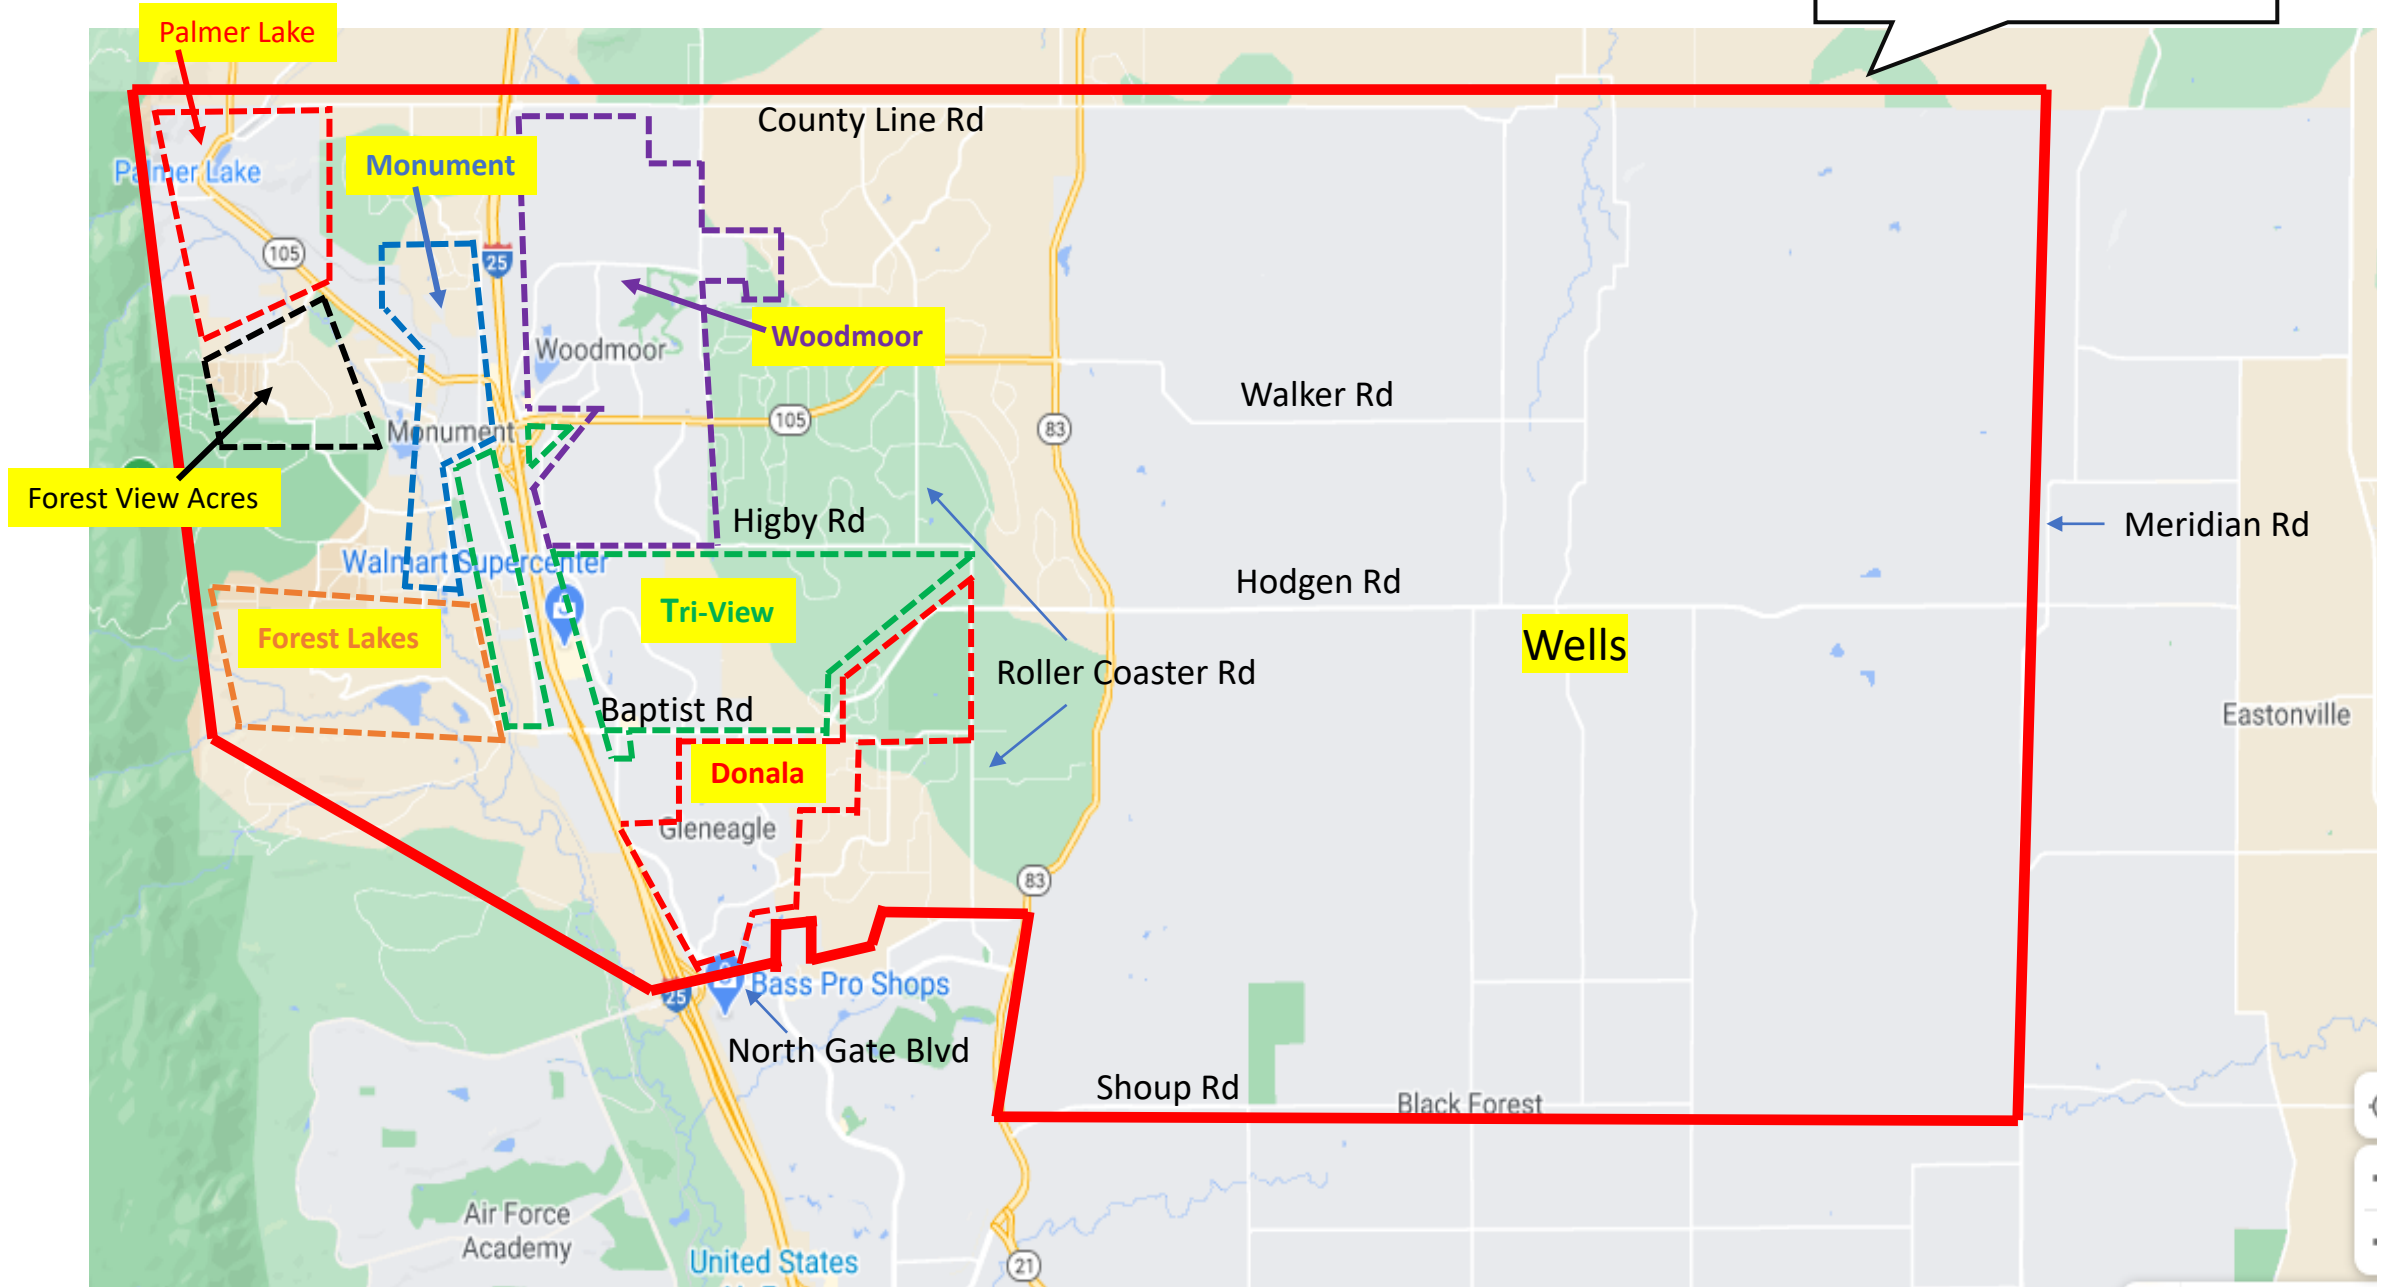 Palmer Lake
County Line Rd
Monument
Palmer Lake
105
25
Woodmoor
Woodmoor
Walker Rd
105
83
Monument
Forest View Acres
Higby Rd
Meridian Rd
Walmart Supercenter
Hodgen Rd
Tri-View
Forest Lakes
Wells
Roller Coaster Rd
Baptist Rd
Eastonville
Donala
Gleneagle
83
Bass Pro Shops
25
North Gate Blvd
Shoup Rd
Black Forest
Air Force
Academy
United States
21